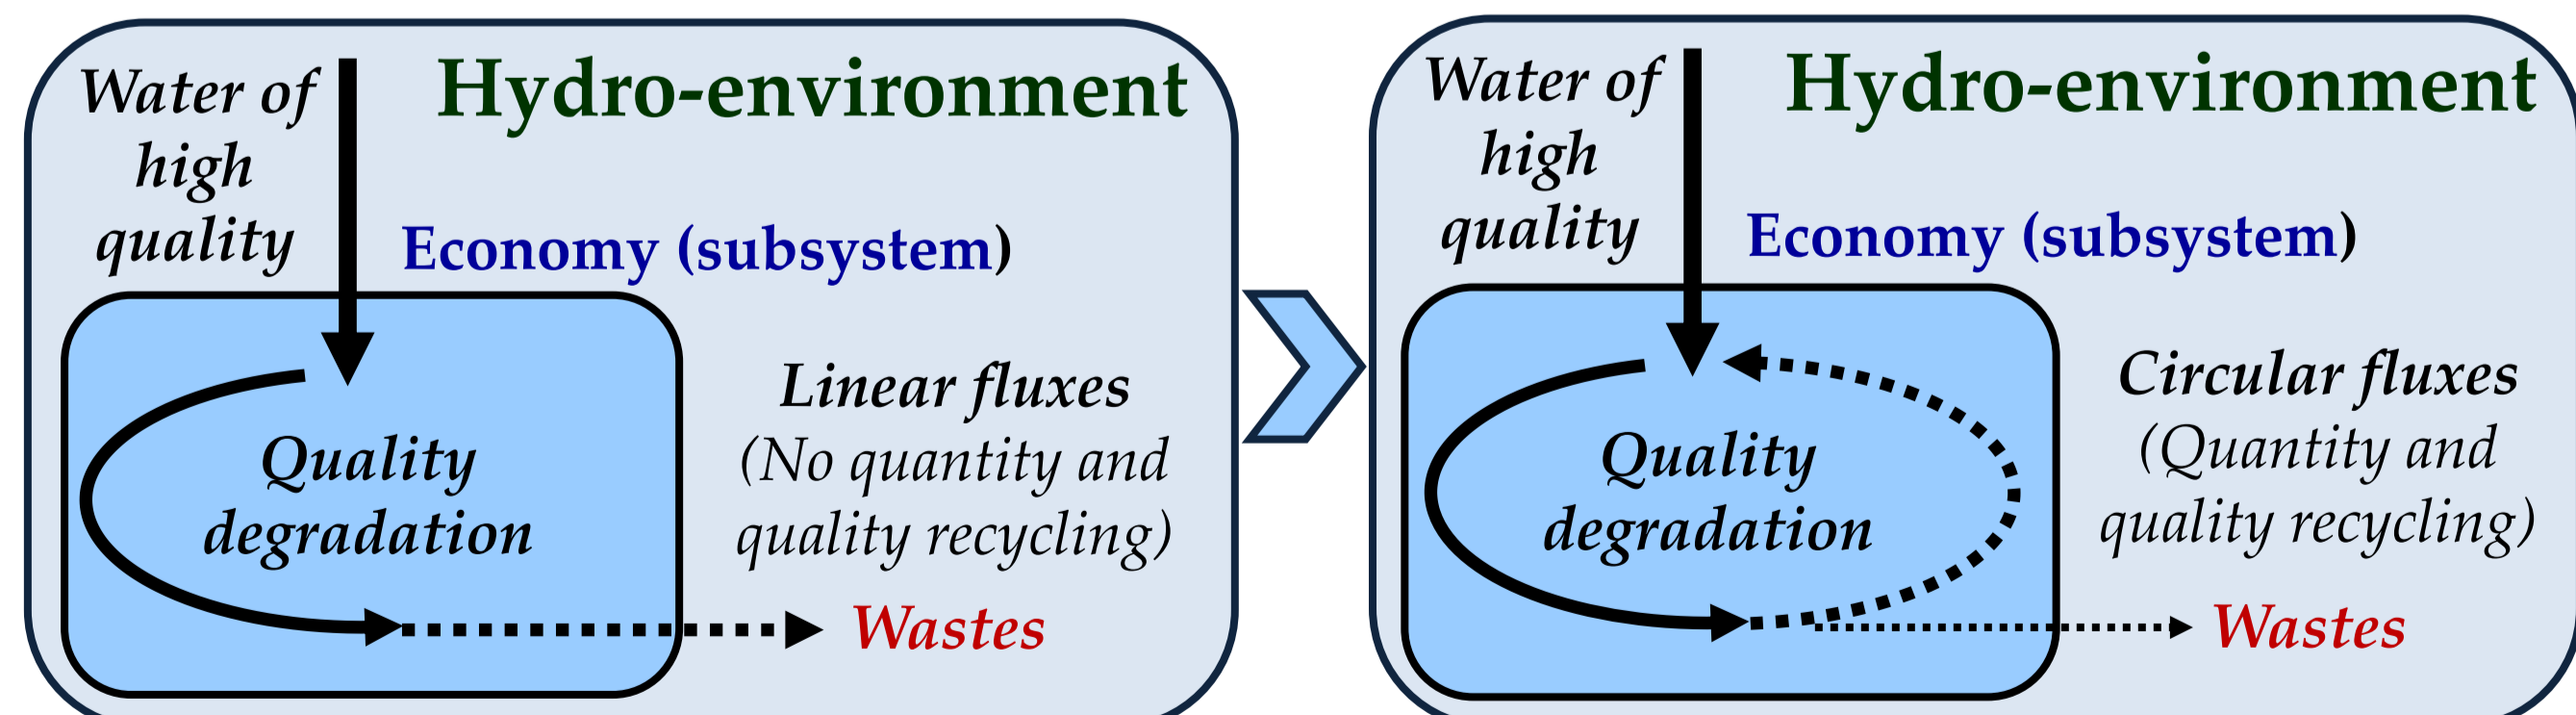 Water of
high
quality
Hydro-environment
Economy (subsystem)
Quality
degradation
Linear fluxes
(No quantity and
quality recycling)
Wastes
Water of
high
quality
Hydro-environment
Economy (subsystem)
Quality
degradation
Circular fluxes
(Quantity and
quality recycling)
Wastes